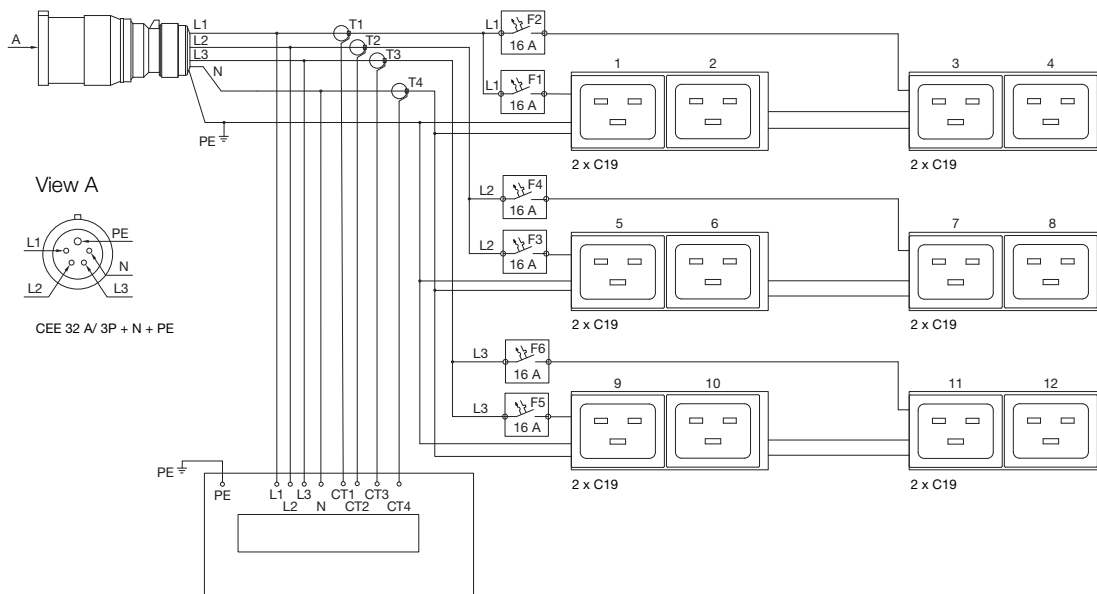 A
L1
L2
L3
N
PE
T1
T2
T3
T4
L1
F2
16 A
L1
F1
16 A
1
2
3
4
2 x C19
2 x C19
View A
L1
PE
N
L2
L3
CEE 32 A/ 3P + N + PE
L2
F4
16 A
L2
F3
16 A
5
6
7
8
2 x C19
2 x C19
L3
F6
16 A
L3
F5
16 A
9
10
11
12
2 x C19
2 x C19
PE
PE
L1
L2
L3
N
CT1
CT2
CT3
CT4